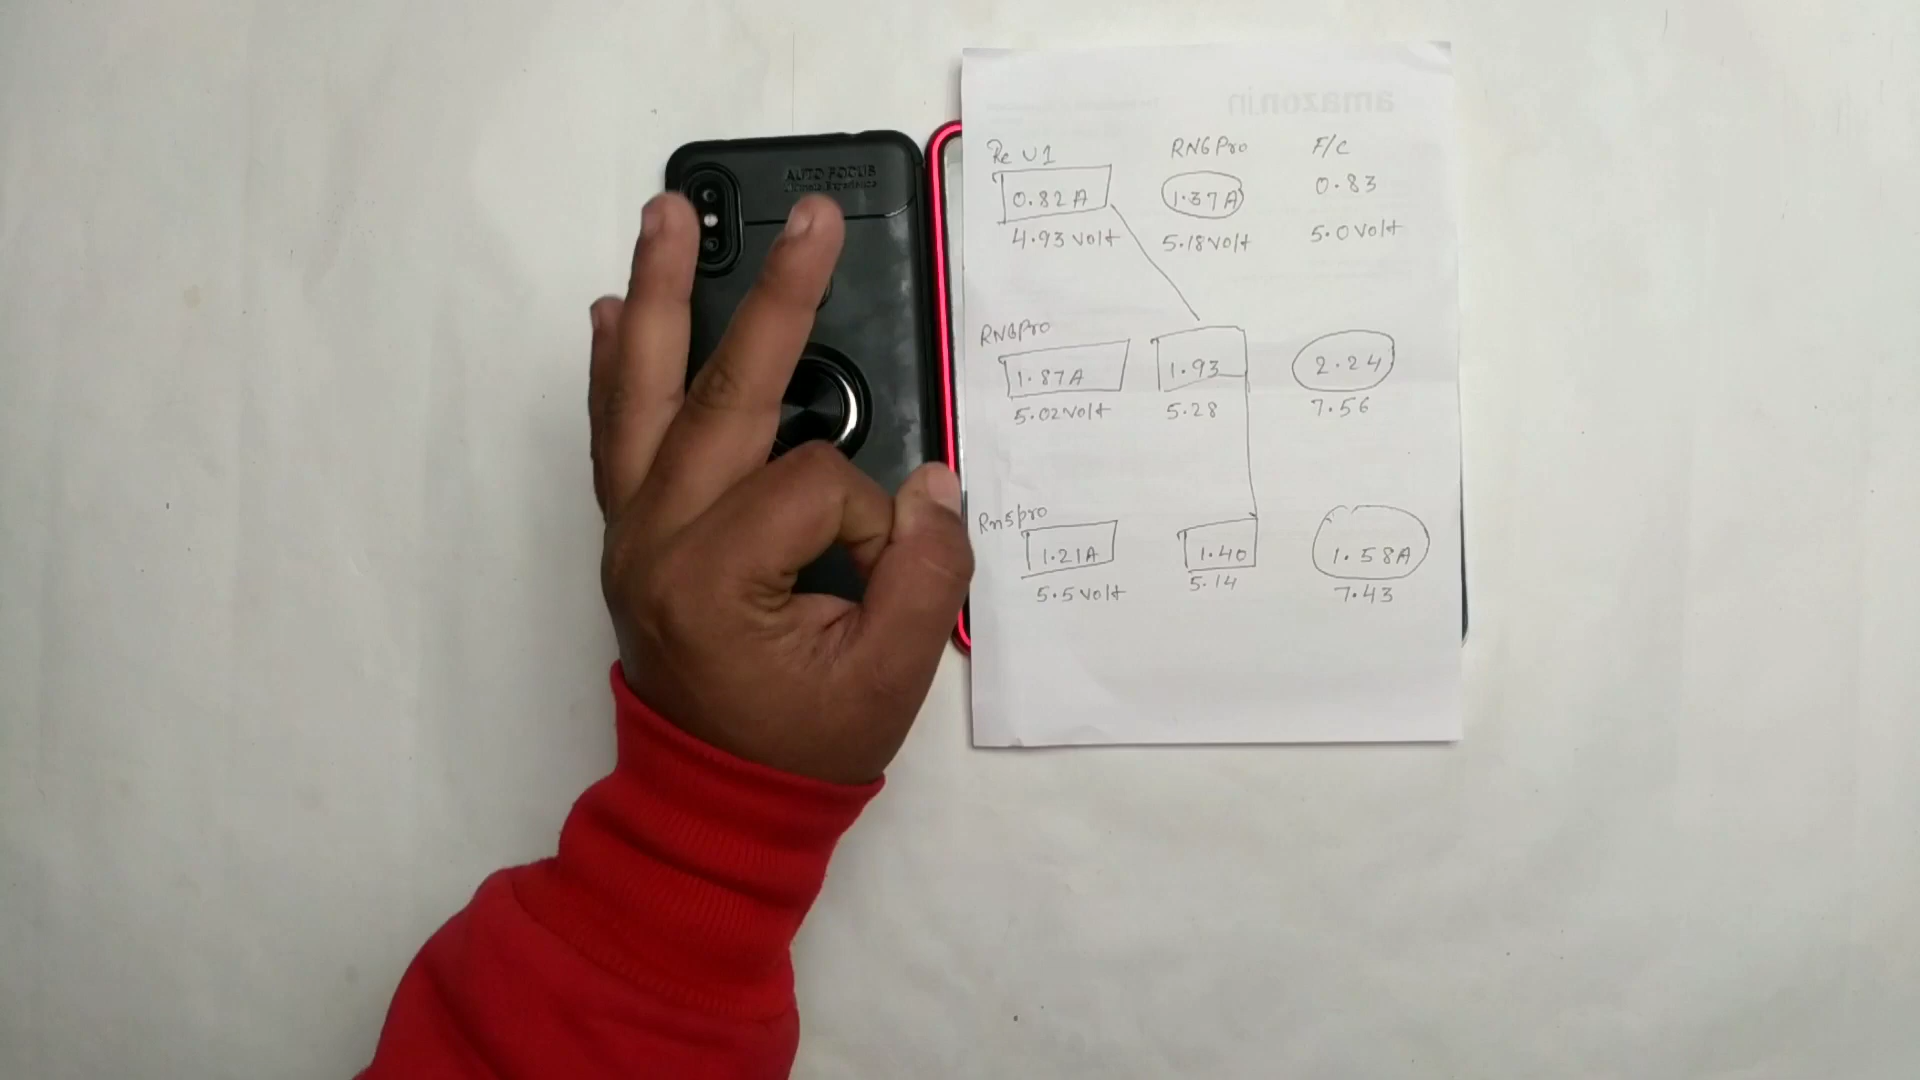 AUTO FOCUS
Ultimate Experience
amazon.in
Re U1 RN6Pro F/C
0.82A 1.37A 0.83
4.93 volt 5.18 volt 5.0 volt
RN6pro
1.87A 1.93 2.24
5.02 volt 5.28 7.56
Rn5pro
1.21A 1.40 1.58A
5.5 volt 5.14 7.43